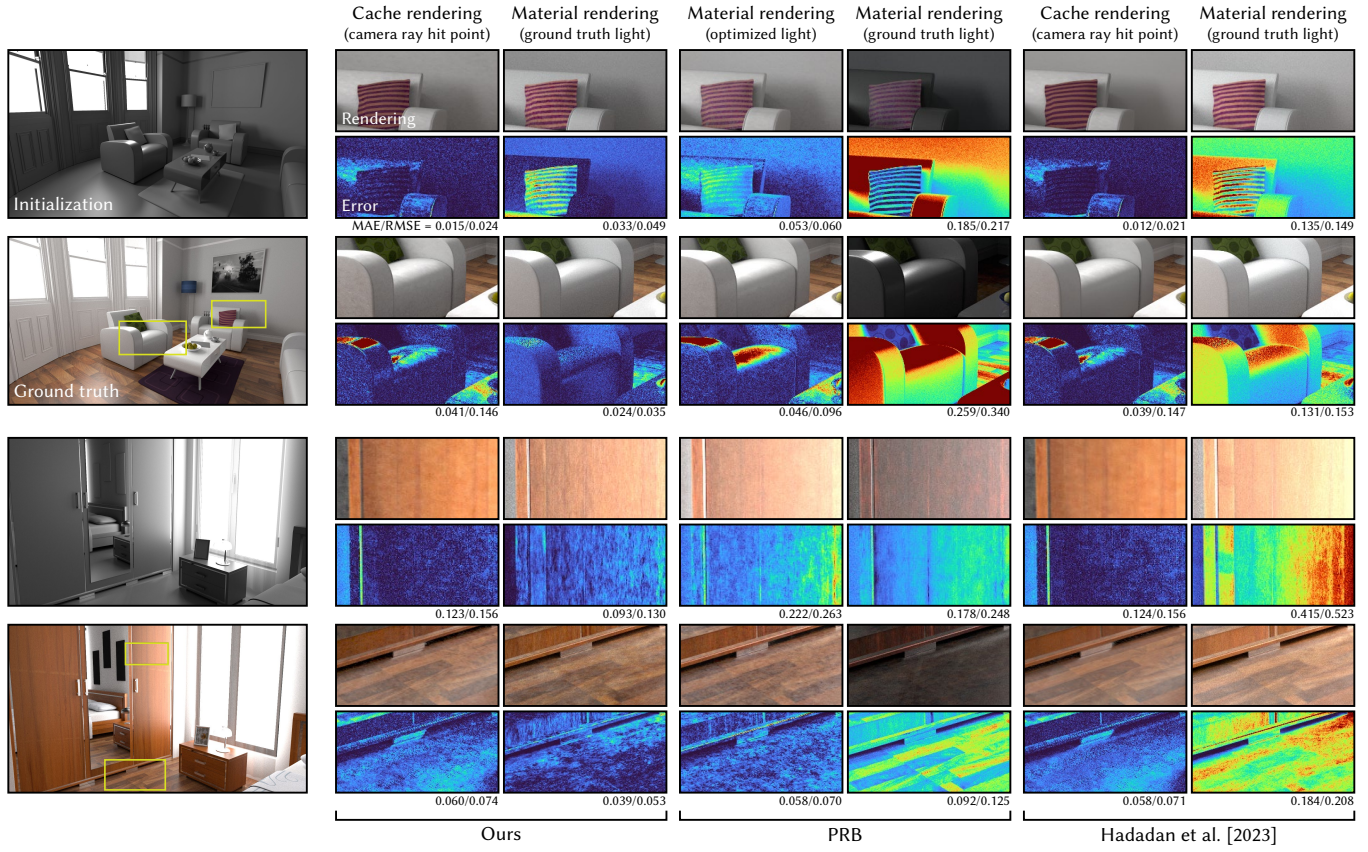 Cache rendering Material rendering Material rendering Material rendering Cache rendering Material rendering
(camera ray hit point) (ground truth light) (optimized light) (ground truth light) (camera ray hit point) (ground truth light)
Rendering
Initialization
Error
MAE/RMSE = 0.015/0.024 0.033/0.049 0.053/0.060 0.185/0.217 0.012/0.021 0.135/0.149
Ground truth
0.041/0.146 0.024/0.035 0.046/0.096 0.259/0.340 0.039/0.147 0.131/0.153
0.123/0.156 0.093/0.130 0.222/0.263 0.178/0.248 0.124/0.156 0.415/0.523
0.060/0.074 0.039/0.053 0.058/0.070 0.092/0.125 0.058/0.071 0.184/0.208
Ours PRB Hadadan et al. [2023]